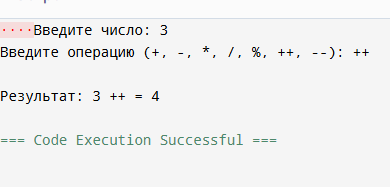 ····Введите число: 3
Введите операцию (+, -, *, /, %, ++, --): ++
Результат: 3 ++ = 4
=== Code Execution Successful ===